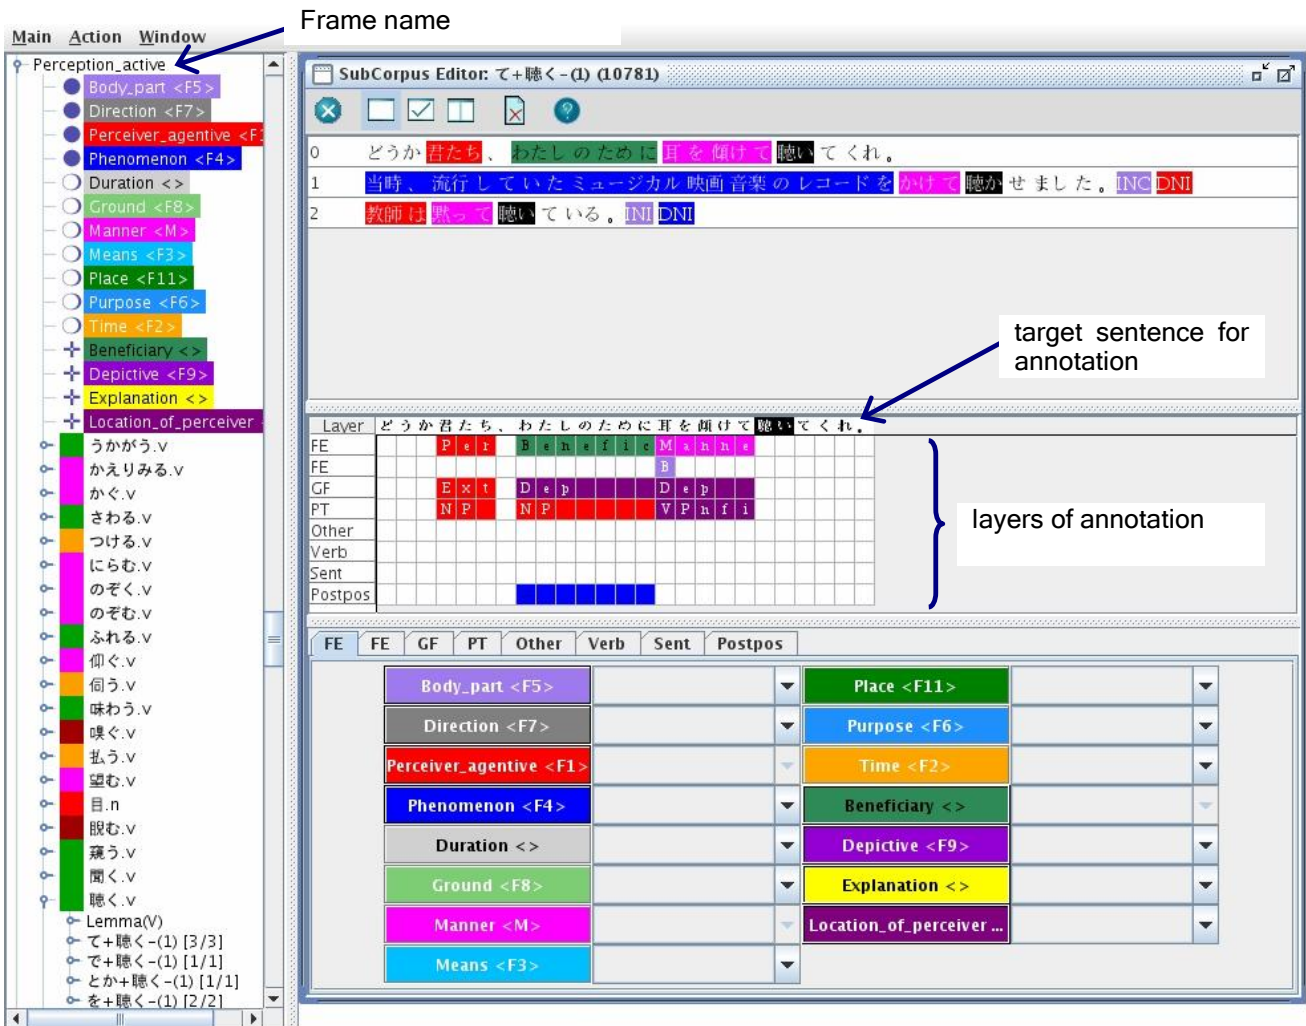 Frame name
Main Action Window
Perception_active
Body_part <F5>
Direction <F7>
Perceiver_agentive <F1
Phenomenon <F4>
Duration <>
Ground <F8>
Manner <M>
Means <F3>
Place <F11>
Purpose <F6>
Time <F2>
Beneficiary <>
Depictive <F9>
Explanation <>
Location_of_perceiver
うかがう.v
かえりみる.v
かぐ.v
さわる.v
つける.v
にらむ.v
のぞく.v
のぞむ.v
ふれる.v
仰ぐ.v
伺う.v
味わう.v
嗅ぐ.v
払う.v
望む.v
目.n
睨む.v
窺う.v
聞く.v
聴く.v
Lemma(V)
て+聴く-(1) [3/3]
で+聴く-(1) [1/1]
とか+聴く-(1) [1/1]
を+聴く-(1) [2/2]
SubCorpus Editor: て+聴く-(1) (10781)
0 どうか君たち、わたしのために耳を傾けて聴いてくれ。
1 当時、流行していたミュージカル映画音楽のレコードをかけて聴かせました。INC DNI
2 教師は黙って聴いている。INI DNI
target sentence for
annotation
Layer どうか君たち、わたしのために耳を傾けて聴いてくれ。
FE Per Benefic Manne
FE B
GF Ext Dep Dep
PT NP NP VPnfi
Other
Verb
Sent
Postpos
layers of annotation
FE FE GF PT Other Verb Sent Postpos
Body_part <F5> Place <F11>
Direction <F7> Purpose <F6>
Perceiver_agentive <F1> Time <F2>
Phenomenon <F4> Beneficiary <>
Duration <> Depictive <F9>
Ground <F8> Explanation <>
Manner <M> Location_of_perceiver ...
Means <F3>